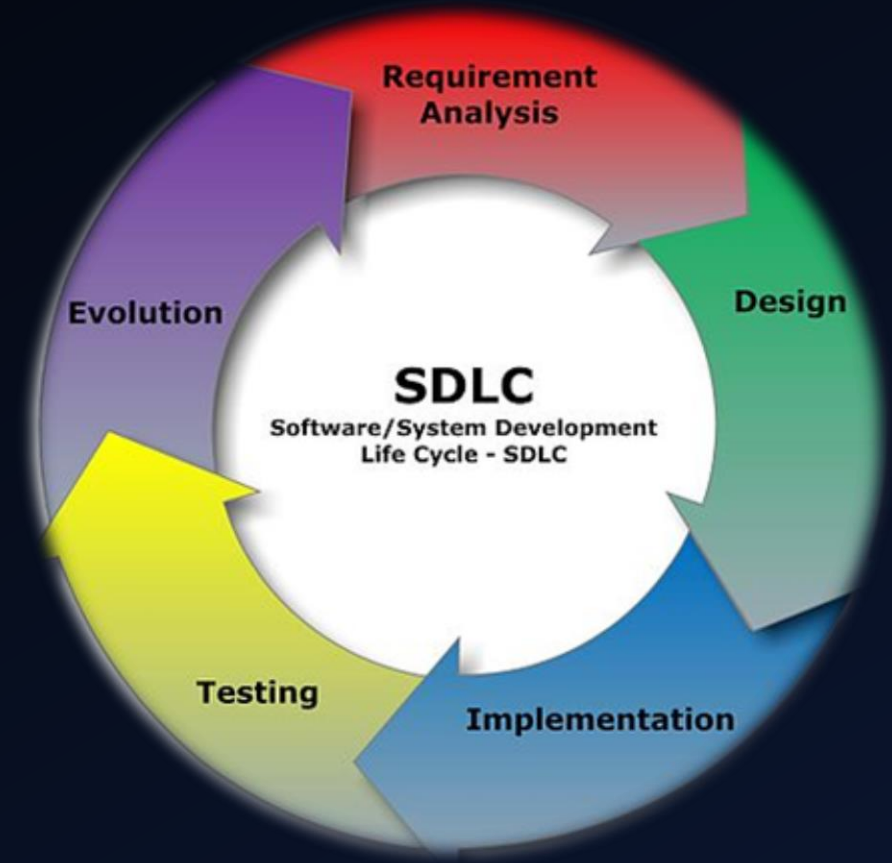 Requirement
Analysis
Design
Evolution
SDLC
Software/System Development
Life Cycle - SDLC
Testing
Implementation